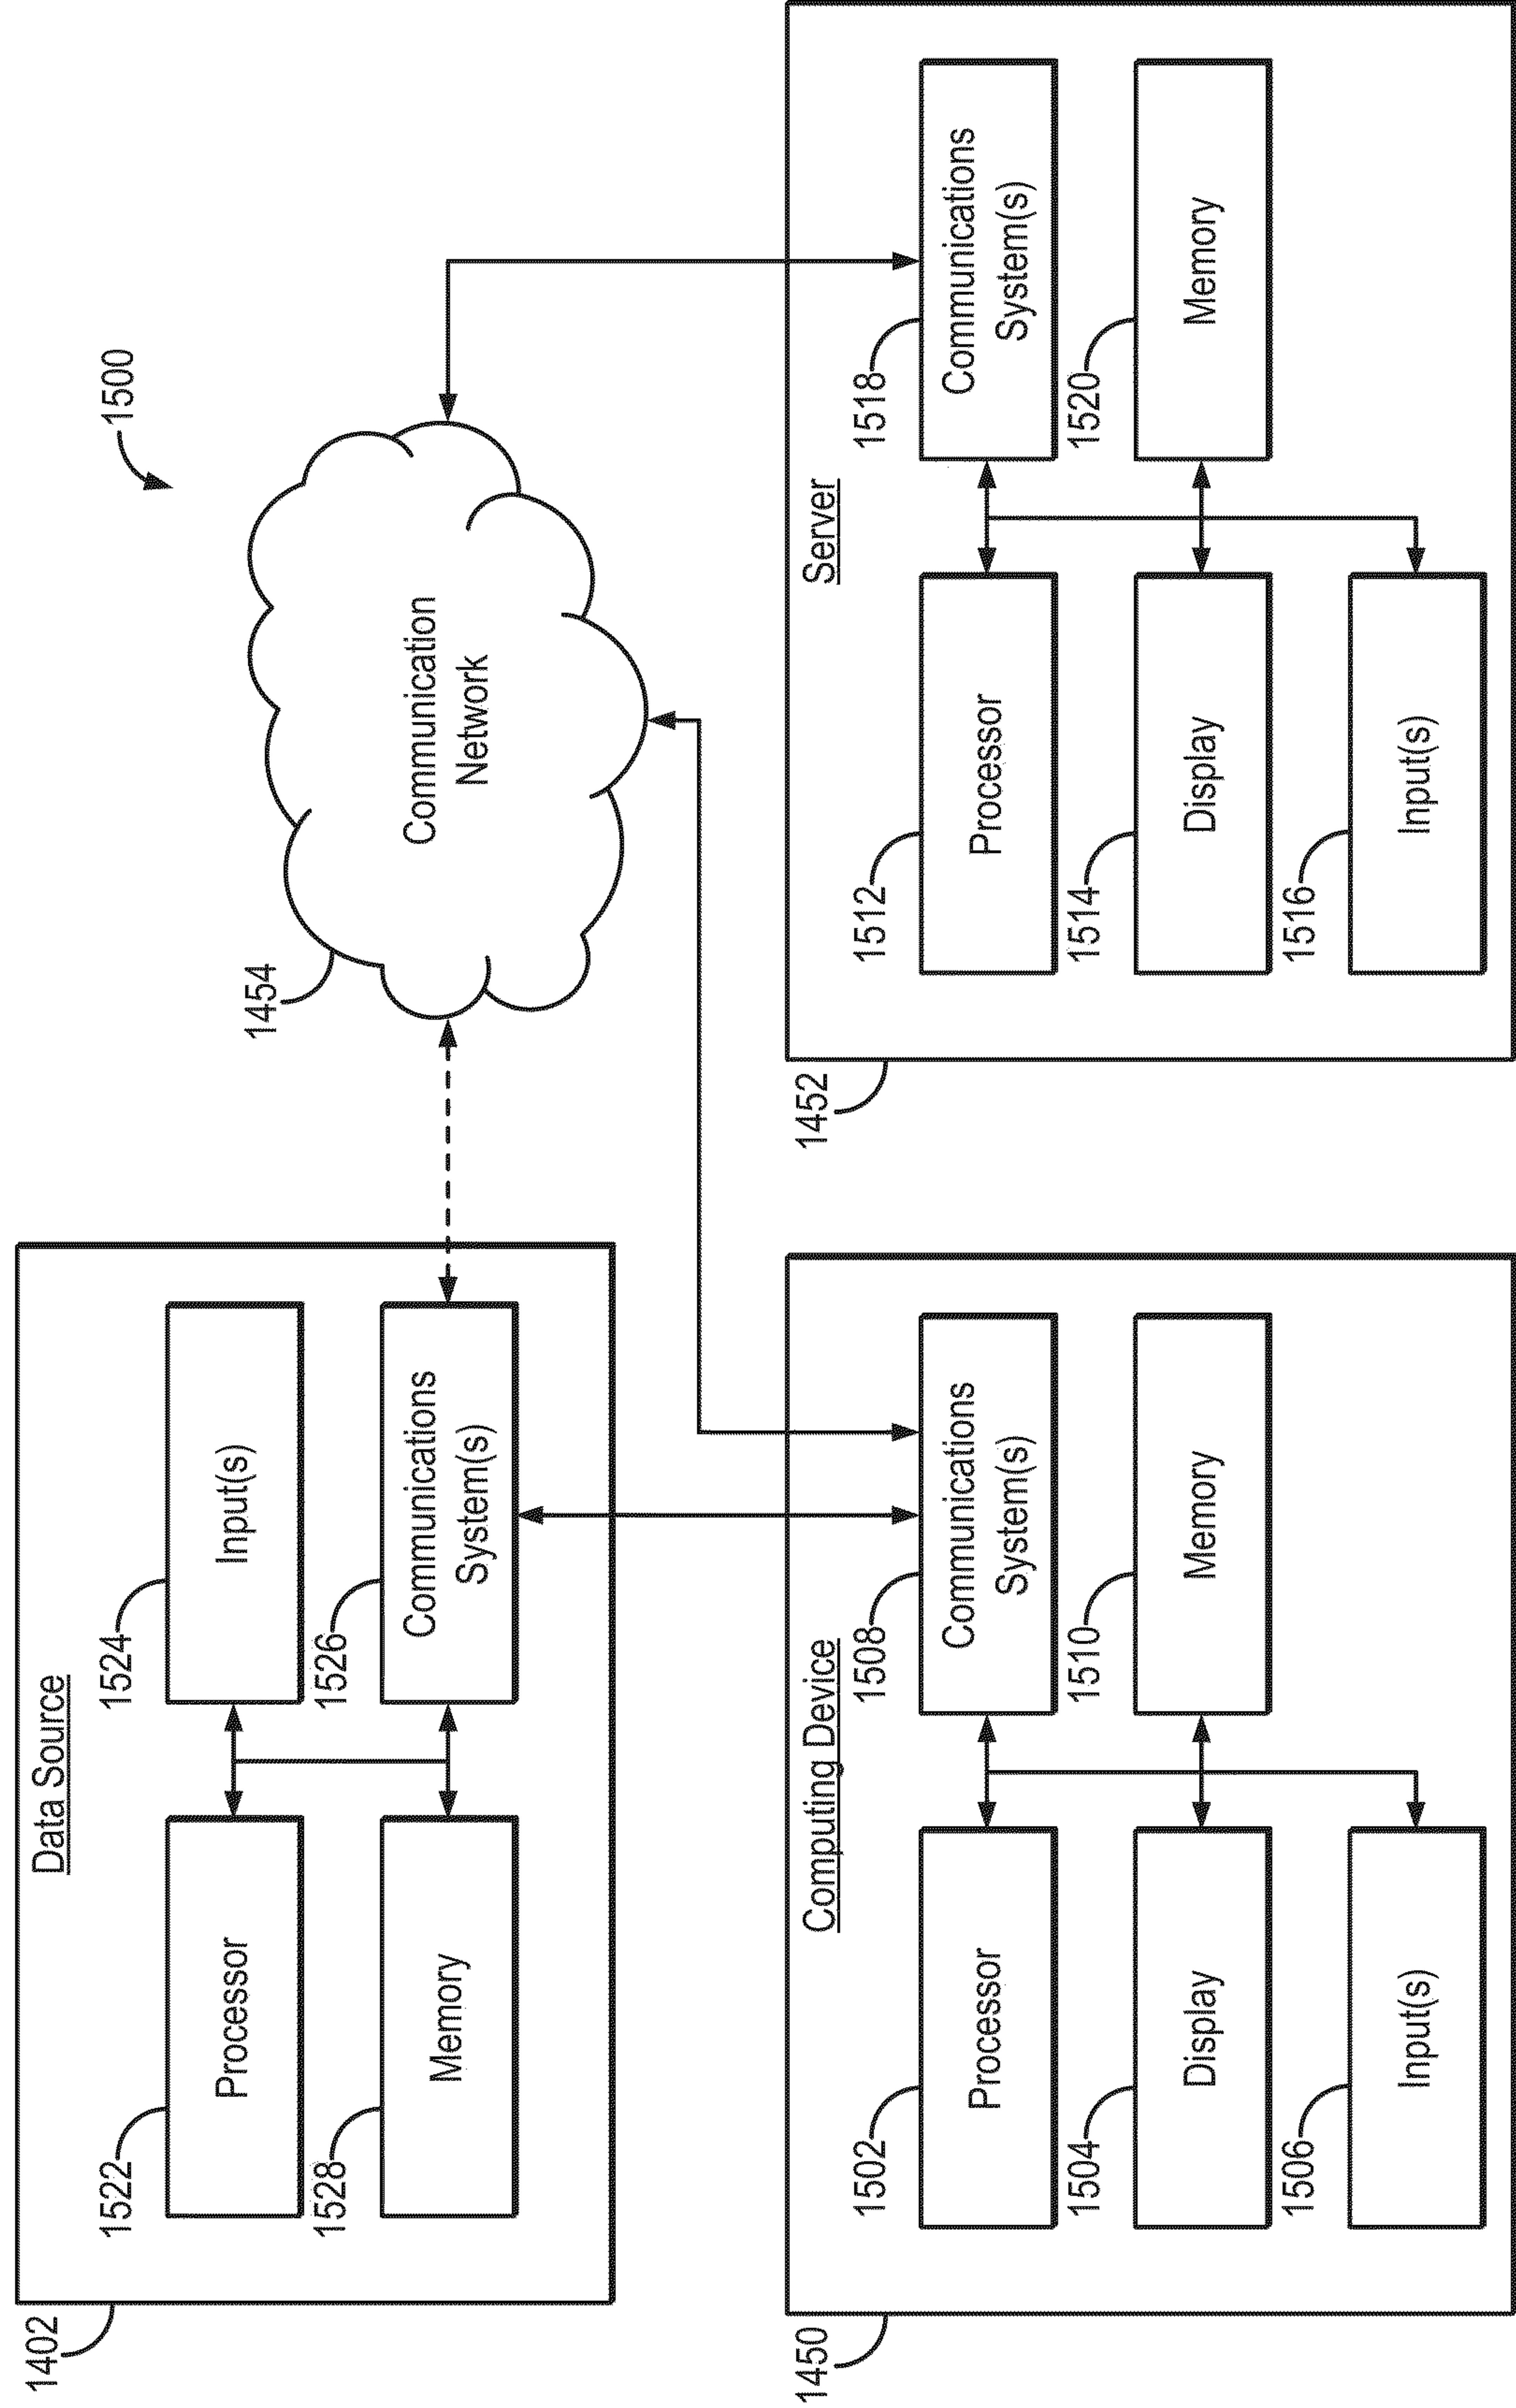 1500
1402
Data Source
1522
Processor
1524
Input(s)
1528
Memory
1526
Communications
System(s)
1454
Communication
Network
1450
Computing Device
1502
Processor
1508
Communications
System(s)
1504
Display
1510
Memory
1506
Input(s)
1452
Server
1512
Processor
1518
Communications
System(s)
1514
Display
1520
Memory
1516
Input(s)